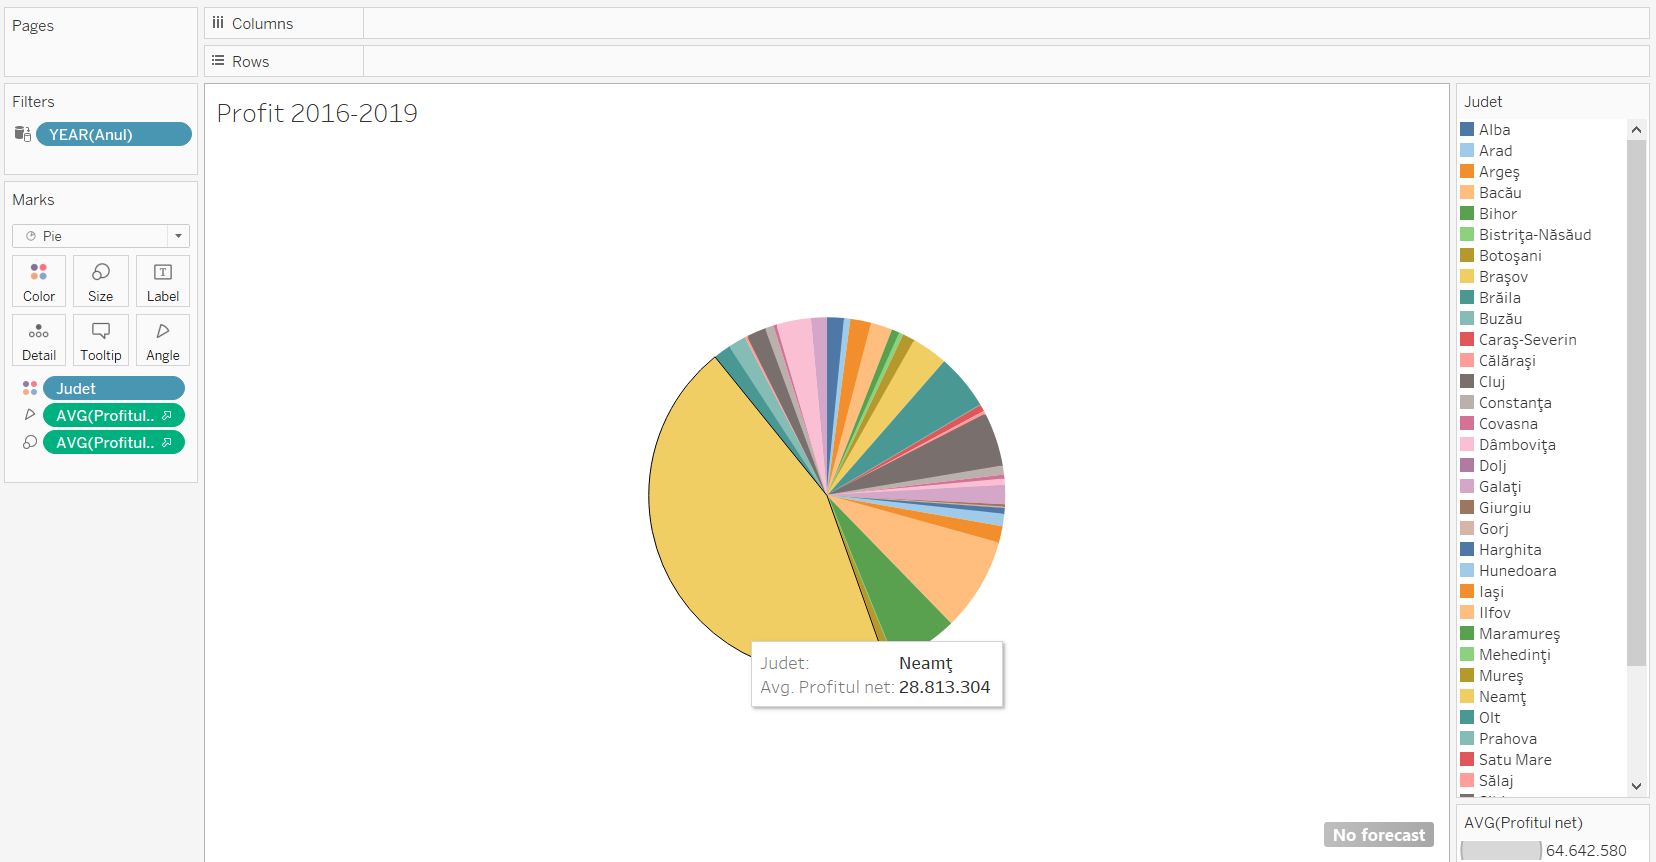 Pages
Columns
Rows
Filters
YEAR(Anul)
Marks
Pie
Color
Size
Label
Detail
Tooltip
Angle
Judet
AVG(Profitul..
AVG(Profitul..
Profit 2016-2019
Judet: Neamţ
Avg. Profitul net: 28.813.304
No forecast
Judet
Alba
Arad
Argeş
Bacău
Bihor
Bistriţa-Năsăud
Botoşani
Braşov
Brăila
Buzău
Caraş-Severin
Călăraşi
Cluj
Constanţa
Covasna
Dâmboviţa
Dolj
Galaţi
Giurgiu
Gorj
Harghita
Hunedoara
Iaşi
Ilfov
Maramureş
Mehedinţi
Mureş
Neamţ
Olt
Prahova
Satu Mare
Sălaj
AVG(Profitul net)
64.642.580